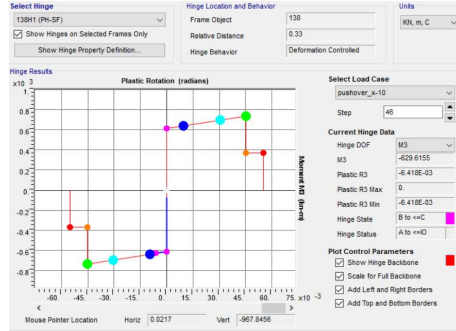 Select Hinge
138H1 (PH-SF)
Show Hinges on Selected Frames Only
Show Hinge Property Definition...
Hinge Location and Behavior
Frame Object 138
Relative Distance 0.33
Hinge Behavior Deformation Controlled
Units
KN, m, C
Hinge Results
x10 3
Plastic Rotation (radians)
1.
0.8
0.6
0.4
0.2
0.
-0.2
-0.4
-0.6
-0.8
Moment M3 (kn-m)
-60. -45. -30. -15. 0. 15. 30. 45. 60. 75. x10 -3
Mouse Pointer Location Horiz 0.0217 Vert -967.8456
Select Load Case
pushover_x-10
Step 46
Current Hinge Data
Hinge DOF M3
M3 -629.6155
Plastic R3 -6.418E-03
Plastic R3 Max 0.
Plastic R3 Min -6.418E-03
Hinge State B to <=C
Hinge Status A to <=IO
Plot Control Parameters
Show Hinge Backbone
Scale for Full Backbone
Add Left and Right Borders
Add Top and Bottom Borders